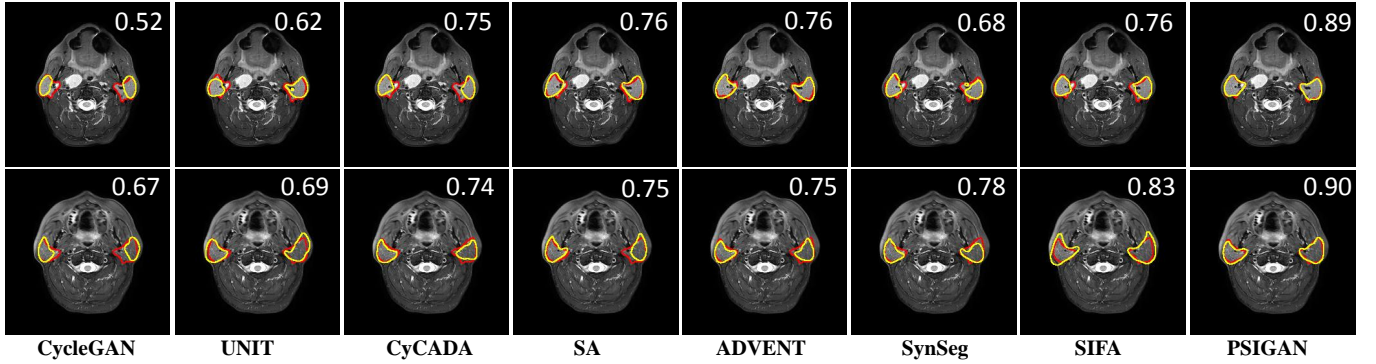 0.52 0.62 0.75 0.76 0.76 0.68 0.76 0.89
0.67 0.69 0.74 0.75 0.75 0.78 0.83 0.90
CycleGAN UNIT CyCADA SA ADVENT SynSeg SIFA PSIGAN